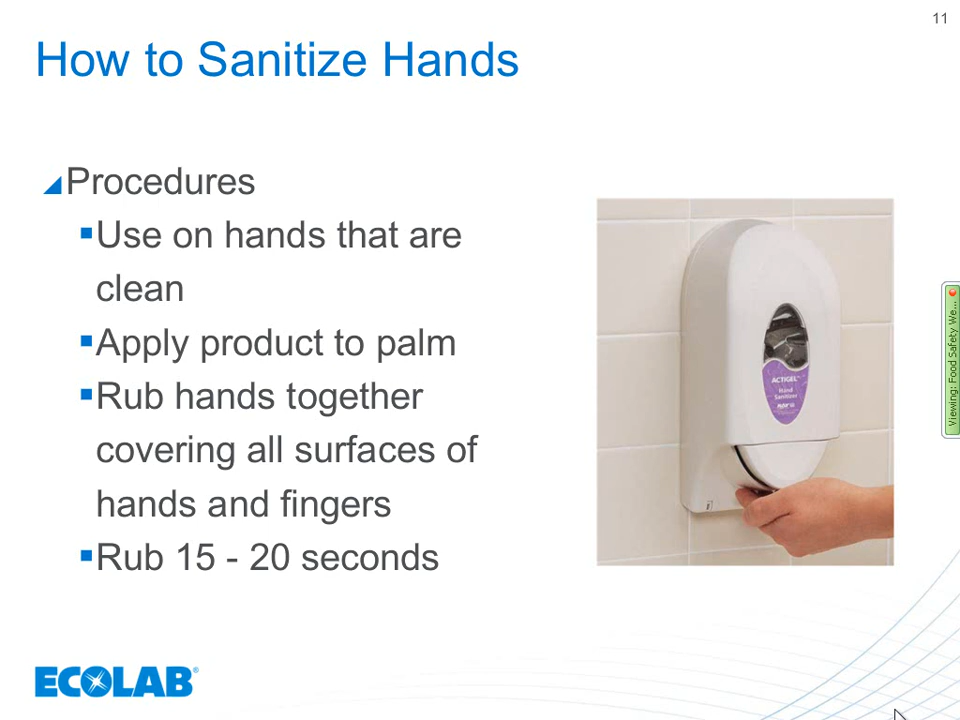 11
How to Sanitize Hands
Procedures
Use on hands that are
clean
Apply product to palm
Rub hands together
covering all surfaces of
hands and fingers
Rub 15 - 20 seconds
ACTIGEL
Hand
Sanitizer
Viewing: Food Safety We...
ECOLAB®